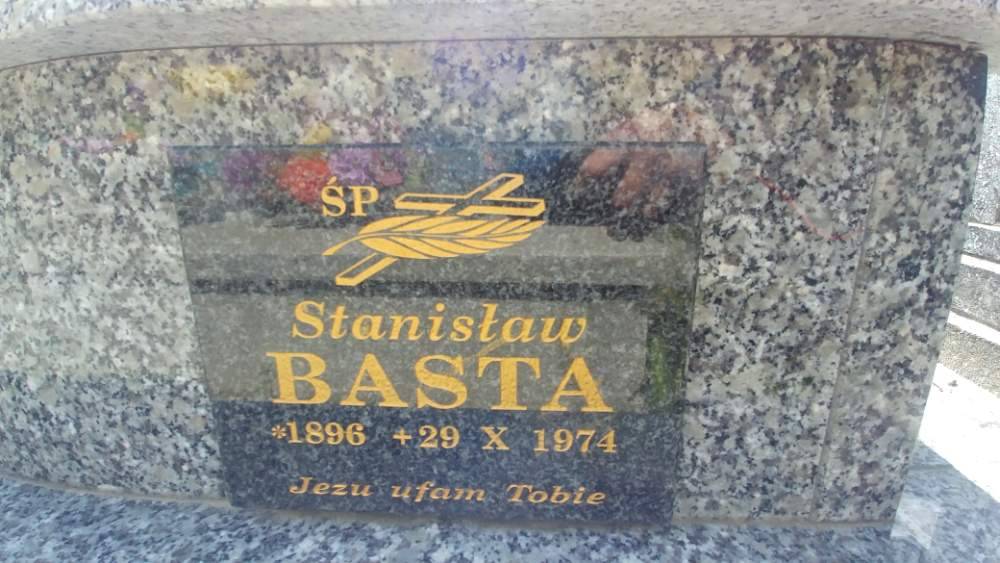 ŚP
Stanisław
BASTA
*1896 +29 X 1974
Jezu ufam Tobie